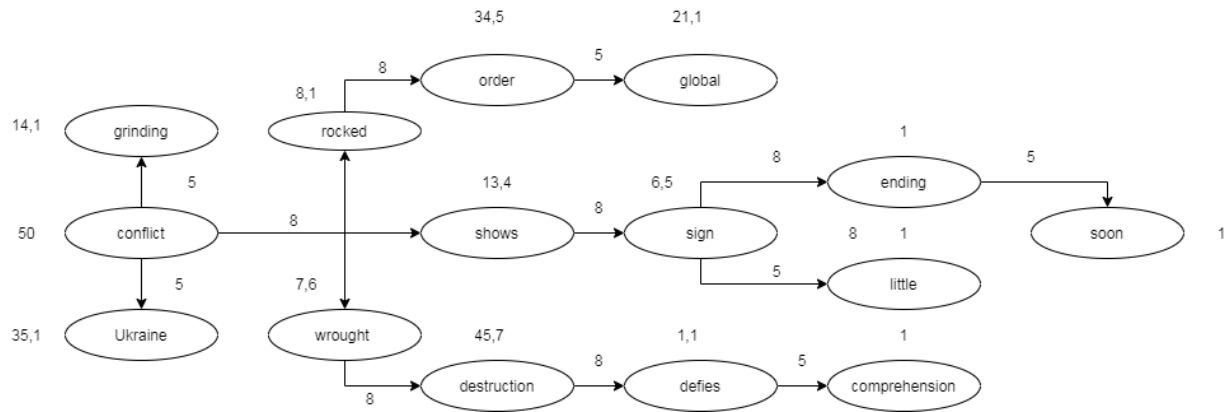 34,5 21,1
8 order 5 global
8,1
14,1 grinding rocked 1
8 ending 5
5 13,4 6,5
50 conflict 8 shows 8 sign soon 1
8 1
5 7,6 5 little
35,1 Ukraine wrought 45,7 1,1 1
8 destruction 8 defies 5 comprehension